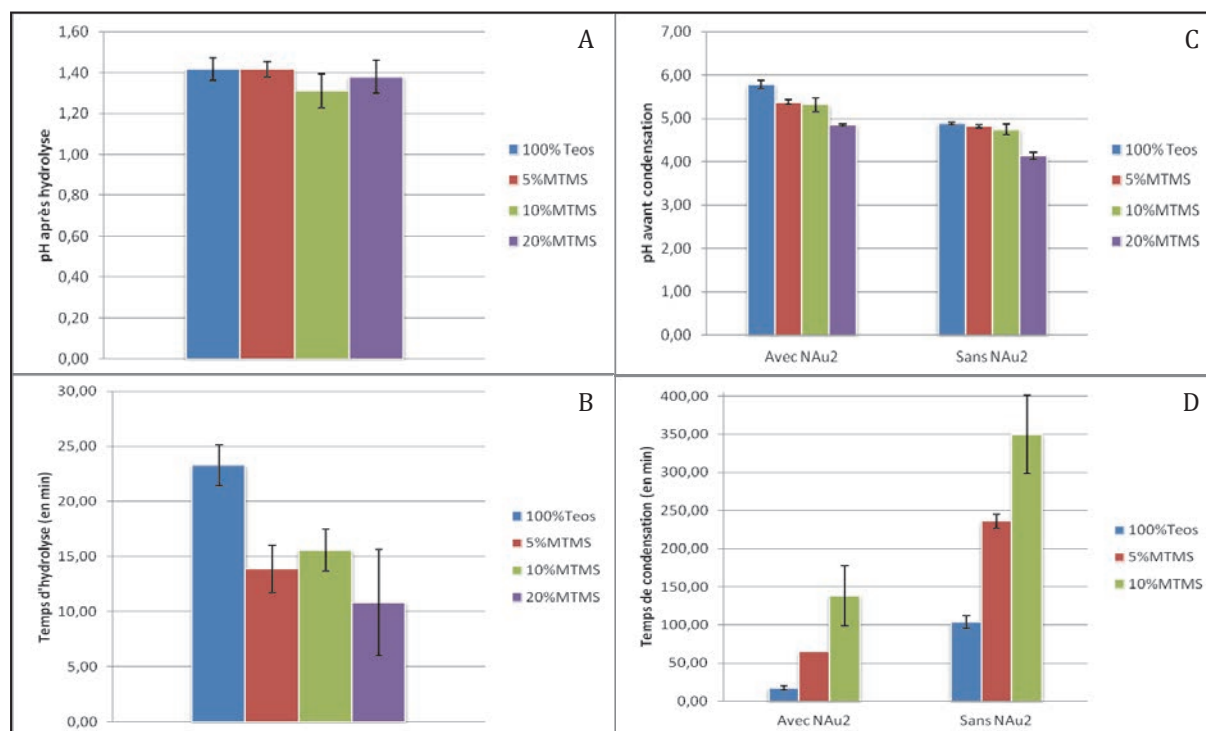 A
pH après hydrolyse
1,60
1,40
1,20
1,00
0,80
0,60
0,40
0,20
0,00
100%Teos
5%MTMS
10%MTMS
20%MTMS
C
pH avant condensation
7,00
6,00
5,00
4,00
3,00
2,00
1,00
0,00
Avec NAu2
Sans NAu2
100%Teos
5%MTMS
10%MTMS
20%MTMS
B
Temps d'hydrolyse (en min)
30,00
25,00
20,00
15,00
10,00
5,00
0,00
100%Teos
5%MTMS
10%MTMS
20%MTMS
D
Temps de condensation (en min)
400,00
350,00
300,00
250,00
200,00
150,00
100,00
50,00
0,00
Avec NAu2
Sans NAu2
100%Teos
5%MTMS
10%MTMS